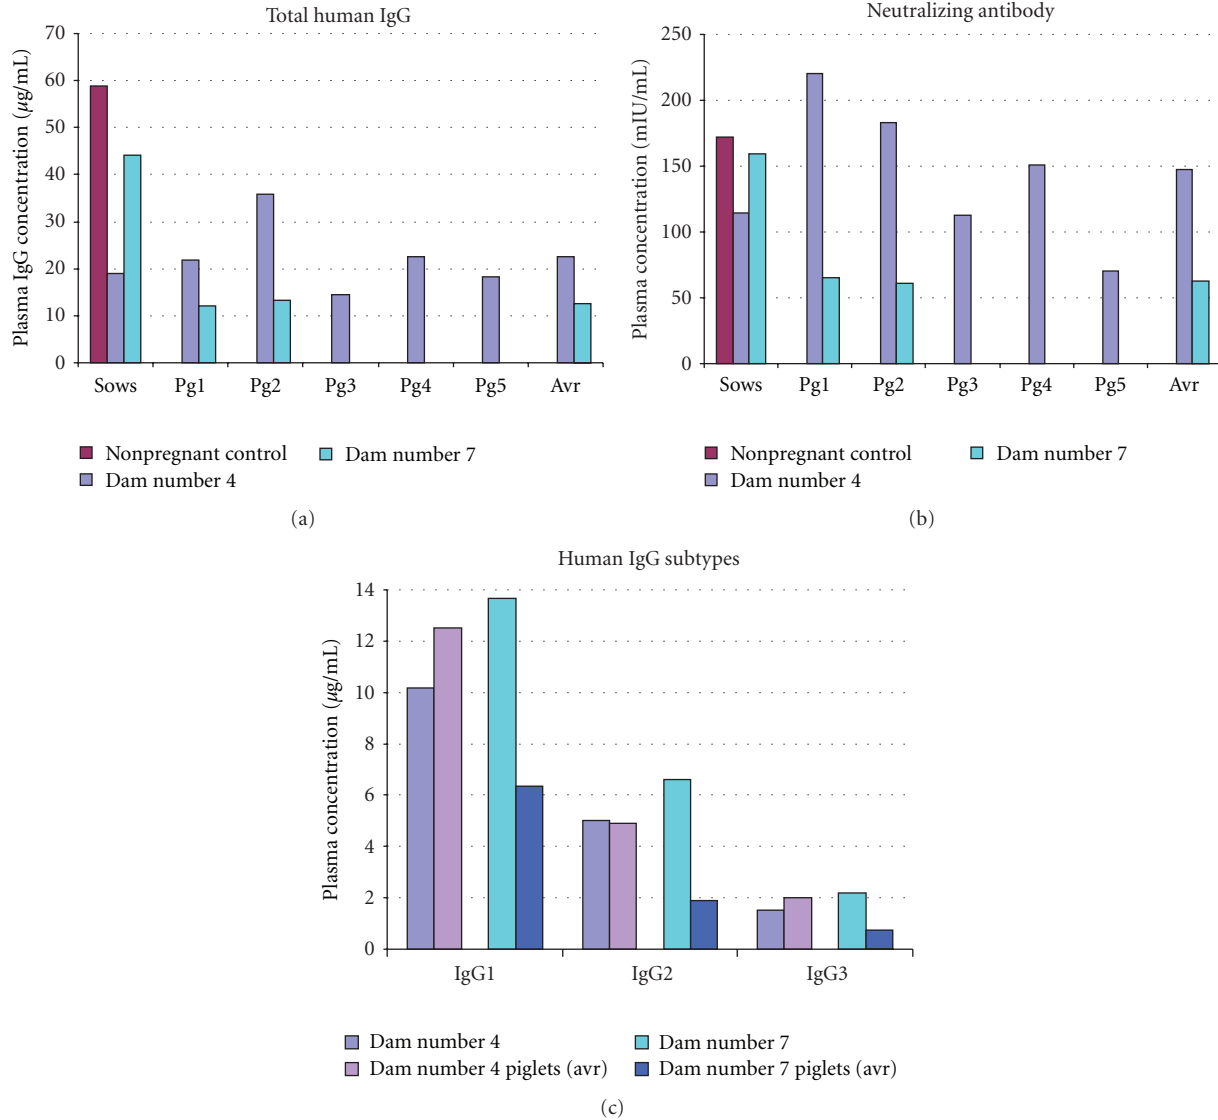 Total human IgG
Plasma IgG concentration (µg/mL)
70
60
50
40
30
20
10
0
Sows Pg1 Pg2 Pg3 Pg4 Pg5 Avr
Nonpregnant control Dam number 7
Dam number 4
(a)
Neutralizing antibody
Plasma concentration (mIU/mL)
250
200
150
100
50
0
Sows Pg1 Pg2 Pg3 Pg4 Pg5 Avr
Nonpregnant control Dam number 7
Dam number 4
(b)
Human IgG subtypes
Plasma concentration (µg/mL)
14
12
10
8
6
4
2
0
IgG1 IgG2 IgG3
Dam number 4 Dam number 7
Dam number 4 piglets (avr) Dam number 7 piglets (avr)
(c)